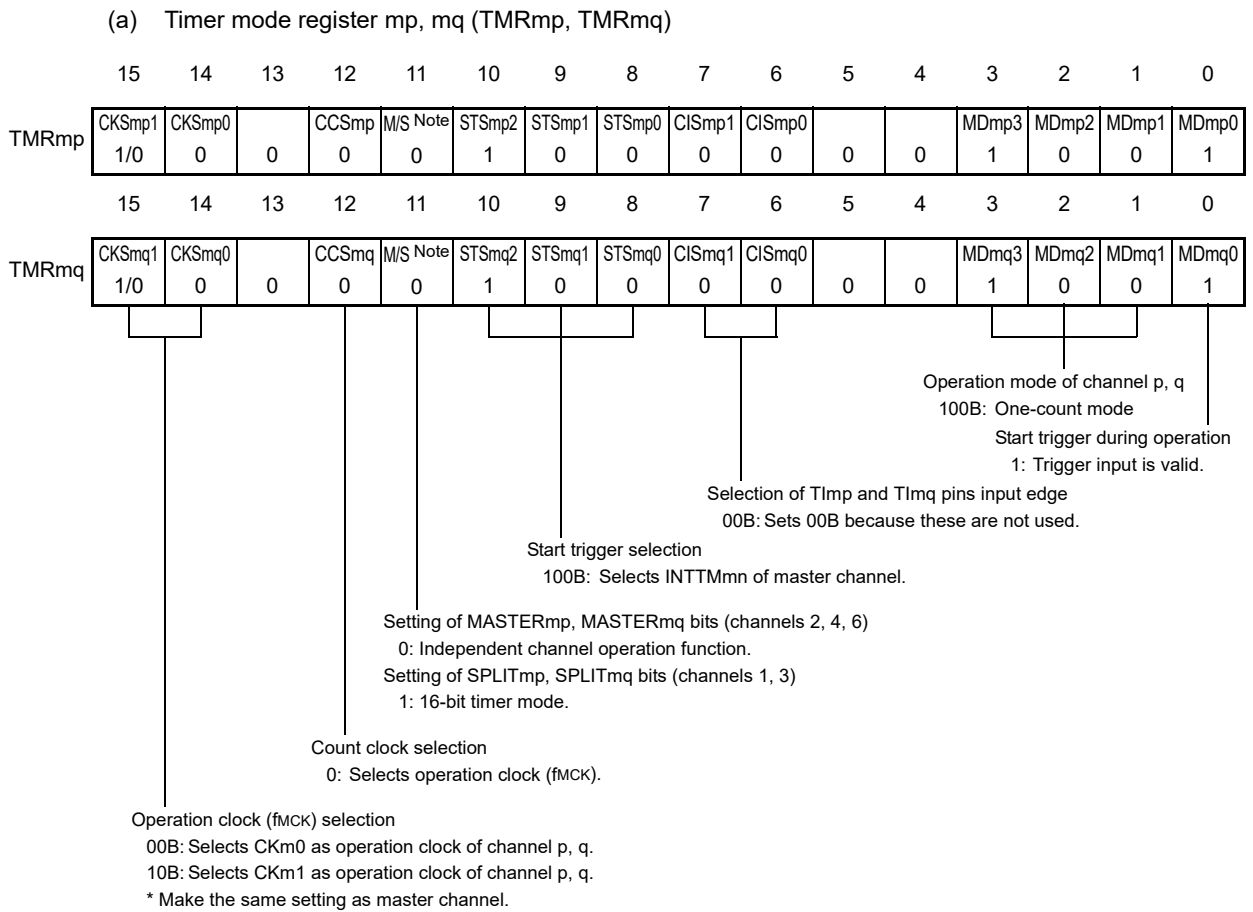 (a) Timer mode register mp, mq (TMRmp, TMRmq)
15 14 13 12 11 10 9 8 7 6 5 4 3 2 1 0
TMRmp CKSmp1 CKSmp0 CCSmp M/S Note STSmp2 STSmp1 STSmp0 CISmp1 CISmp0 MDmp3 MDmp2 MDmp1 MDmp0
1/0 0 0 0 0 1 0 0 0 0 0 0 1 0 0 1
15 14 13 12 11 10 9 8 7 6 5 4 3 2 1 0
TMRmq CKSmq1 CKSmq0 CCSmq M/S Note STSmq2 STSmq1 STSmq0 CISmq1 CISmq0 MDmq3 MDmq2 MDmq1 MDmq0
1/0 0 0 0 0 1 0 0 0 0 0 0 1 0 0 1
Operation mode of channel p, q
100B: One-count mode
Start trigger during operation
1: Trigger input is valid.
Selection of TImp and TImq pins input edge
00B: Sets 00B because these are not used.
Start trigger selection
100B: Selects INTTMmn of master channel.
Setting of MASTERmp, MASTERmq bits (channels 2, 4, 6)
0: Independent channel operation function.
Setting of SPLITmp, SPLITmq bits (channels 1, 3)
1: 16-bit timer mode.
Count clock selection
0: Selects operation clock (fMCK).
Operation clock (fMCK) selection
00B: Selects CKm0 as operation clock of channel p, q.
10B: Selects CKm1 as operation clock of channel p, q.
* Make the same setting as master channel.